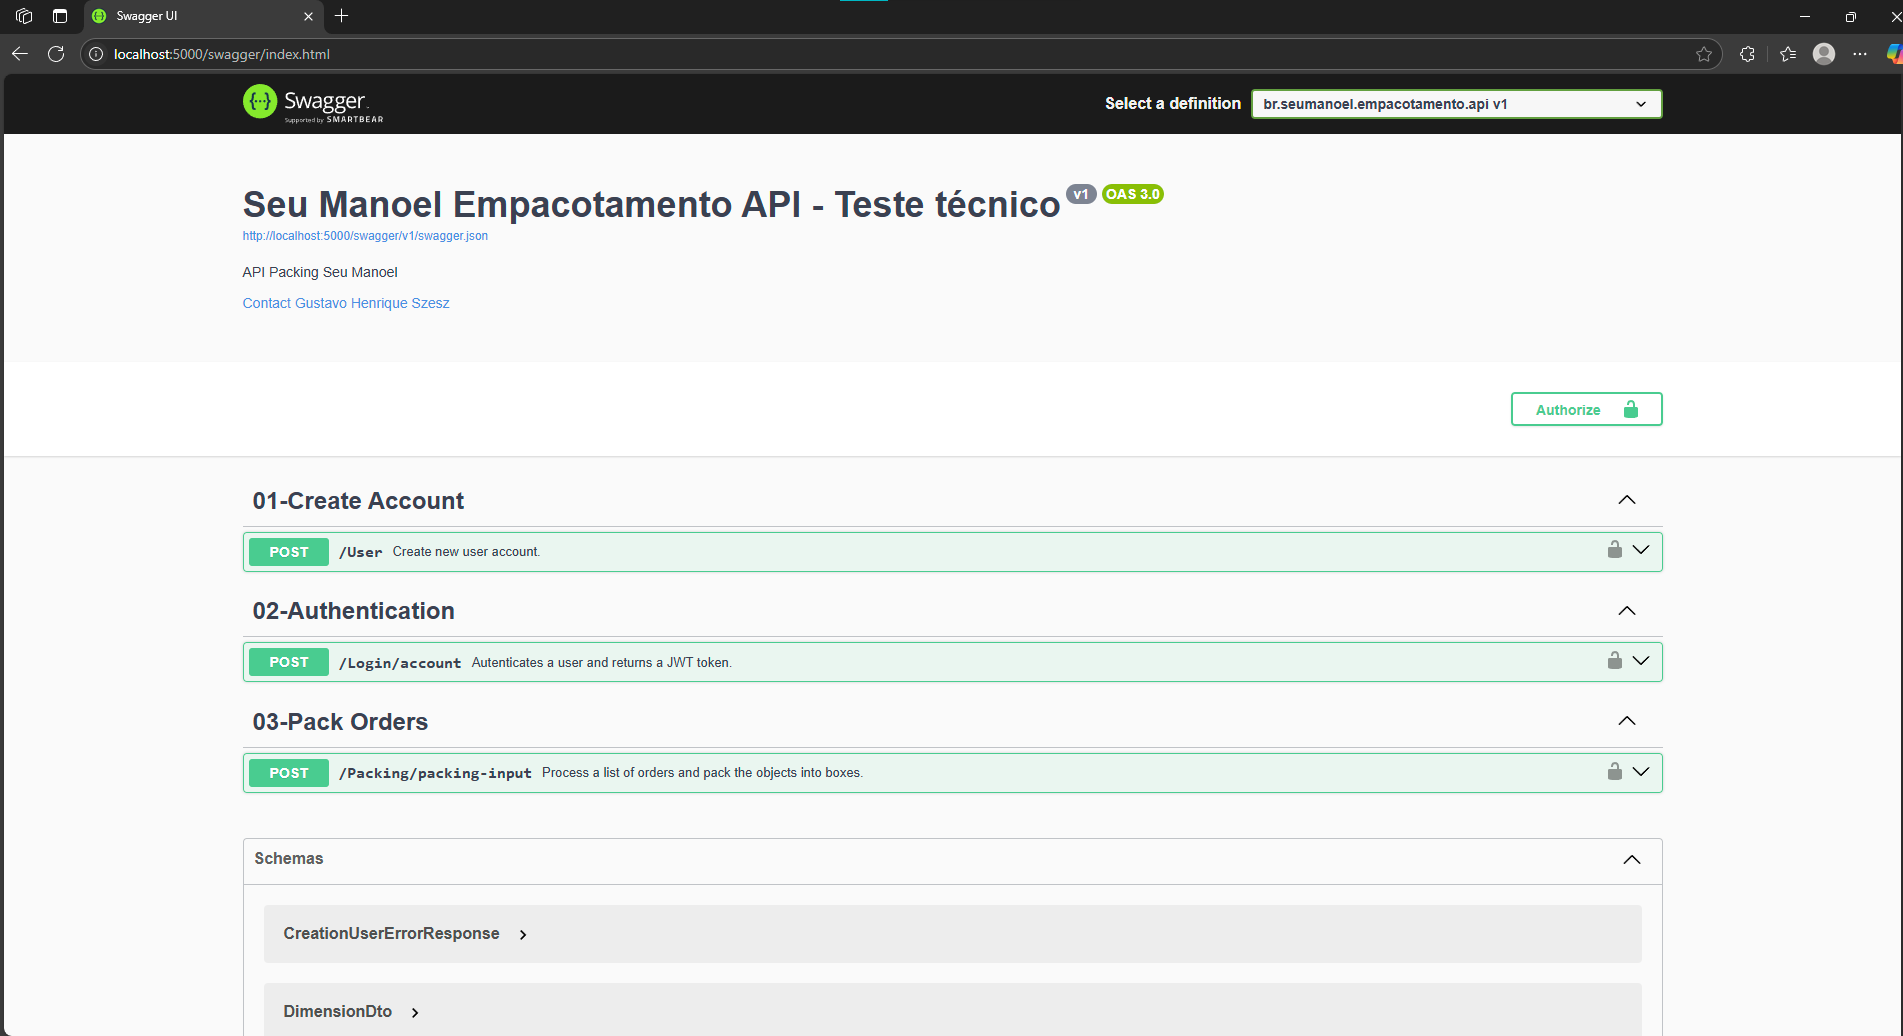 Swagger UI
localhost:5000/swagger/index.html
Swagger.
Supported by SMARTBEAR
Select a definition
br.seumanoel.empacotamento.api v1
Seu Manoel Empacotamento API - Teste técnico v1 OAS 3.0
http://localhost:5000/swagger/v1/swagger.json
API Packing Seu Manoel
Contact Gustavo Henrique Szesz
Authorize
01-Create Account
POST /User Create new user account.
02-Authentication
POST /Login/account Autenticates a user and returns a JWT token.
03-Pack Orders
POST /Packing/packing-input Process a list of orders and pack the objects into boxes.
Schemas
CreationUserErrorResponse
DimensionDto